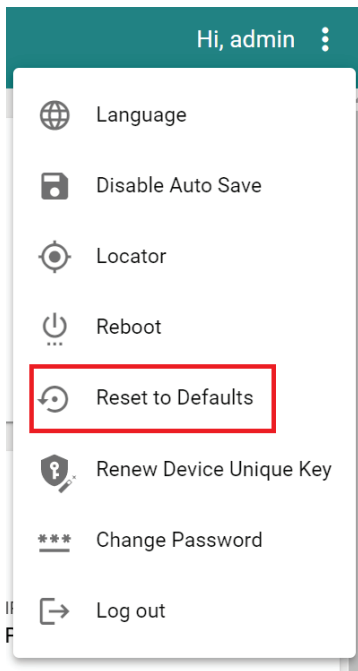 Hi, admin
Language
Disable Auto Save
Locator
Reboot
Reset to Defaults
Renew Device Unique Key
Change Password
Log out